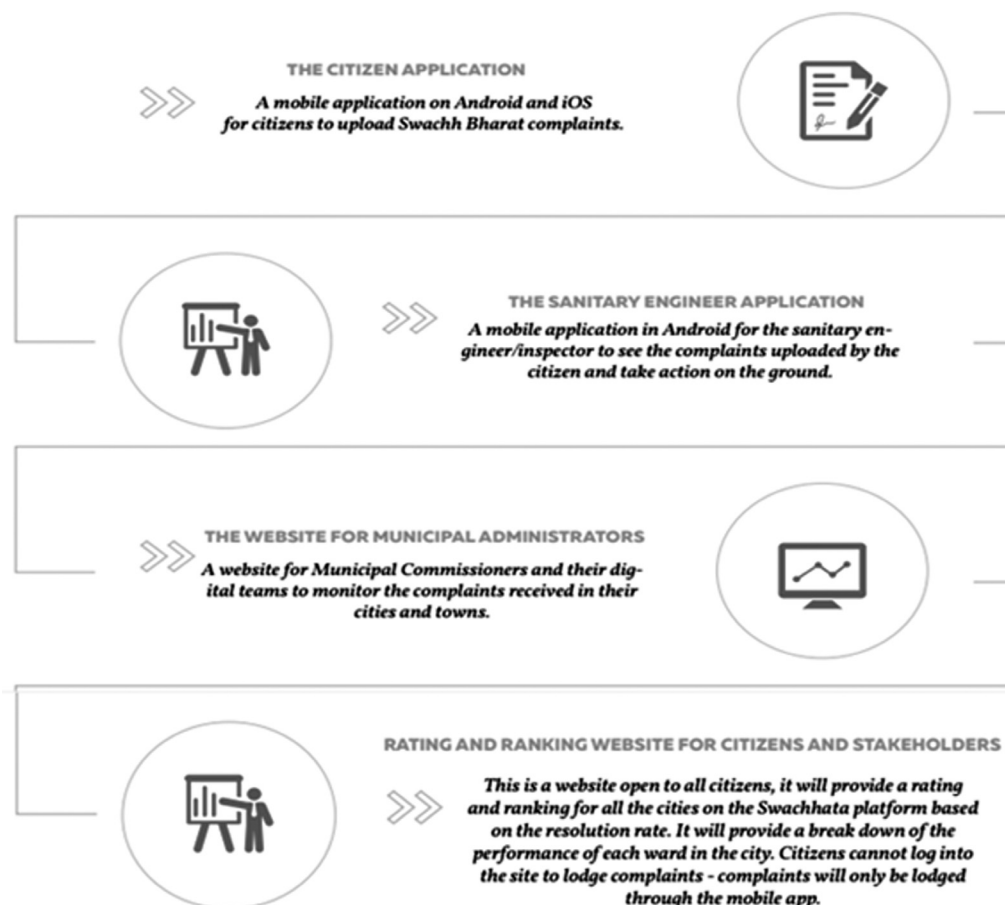 THE CITIZEN APPLICATION
A mobile application on Android and iOS
for citizens to upload Swachh Bharat complaints.
THE SANITARY ENGINEER APPLICATION
A mobile application in Android for the sanitary en-
gineer/inspector to see the complaints uploaded by the
citizen and take action on the ground.
THE WEBSITE FOR MUNICIPAL ADMINISTRATORS
A website for Municipal Commissioners and their dig-
ital teams to monitor the complaints received in their
cities and towns.
RATING AND RANKING WEBSITE FOR CITIZENS AND STAKEHOLDERS
This is a website open to all citizens, it will provide a rating
and ranking for all the cities on the Swachhata platform based
on the resolution rate. It will provide a break down of the
performance of each ward in the city. Citizens cannot log into
the site to lodge complaints - complaints will only be lodged
through the mobile app.